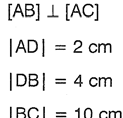 [AB] ⊥ [AC]
|AD| = 2 cm
|DB| = 4 cm
|BC| = 10 cm